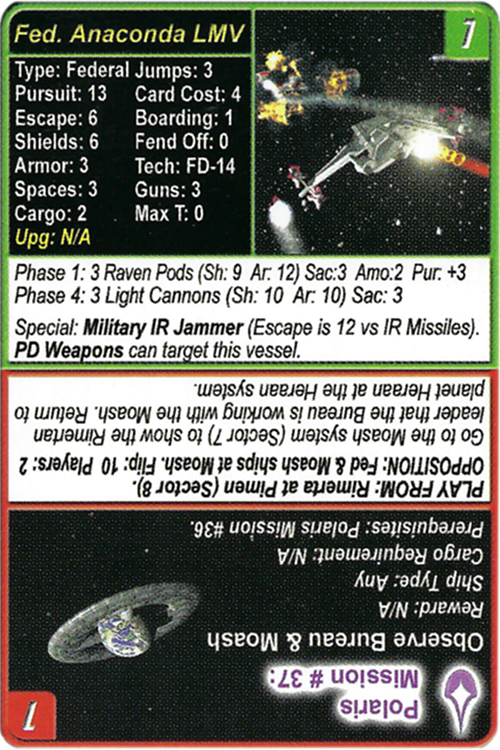 Fed. Anaconda LMV
1
Type: Federal Jumps: 3
Pursuit: 13 Card Cost: 4
Escape: 6 Boarding: 1
Shields: 6 Fend Off: 0
Armor: 3 Tech: FD-14
Spaces: 3 Guns: 3
Cargo: 2 Max T: 0
Upg: N/A
Phase 1: 3 Raven Pods (Sh: 9 Ar: 12) Sac:3 Amo:2 Pur: +3
Phase 4: 3 Light Cannons (Sh: 10 Ar: 10) Sac: 3
Special: Military IR Jammer (Escape is 12 vs IR Missiles).
PD Weapons can target this vessel.
1
Polaris
Mission # 37:
Observe Bureau & Moash
Reward: N/A
Ship Type: Any
Cargo Requirement: N/A
Prerequisites: Polaris Mission #36.
PLAY FROM: Rimerta at Pimen (Sector 8).
OPPOSITION: Fed & Moash ships at Moash. Flip: 10 Players: 2
Go to the Moash system (Sector 7) to show the Rimertan
leader that the Bureau is working with the Moash. Return to
planet Heraan at the Heraan system.